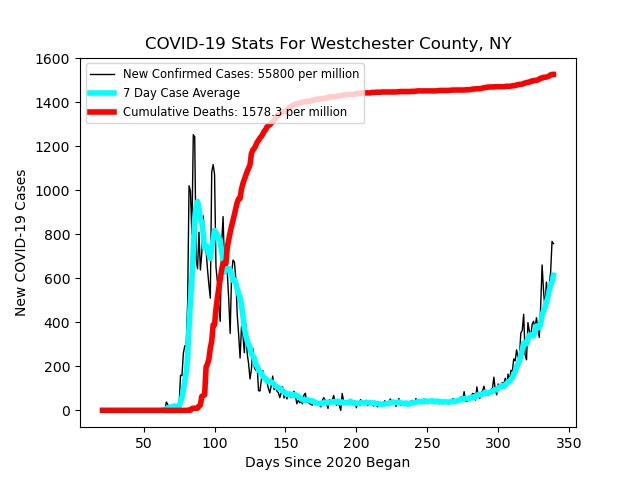 COVID-19 Stats For Westchester County, NY
New Confirmed Cases: 55800 per million
7 Day Case Average
Cumulative Deaths: 1578.3 per million
New COVID-19 Cases
1600
1400
1200
1000
800
600
400
200
0
50 100 150 200 250 300 350
Days Since 2020 Began